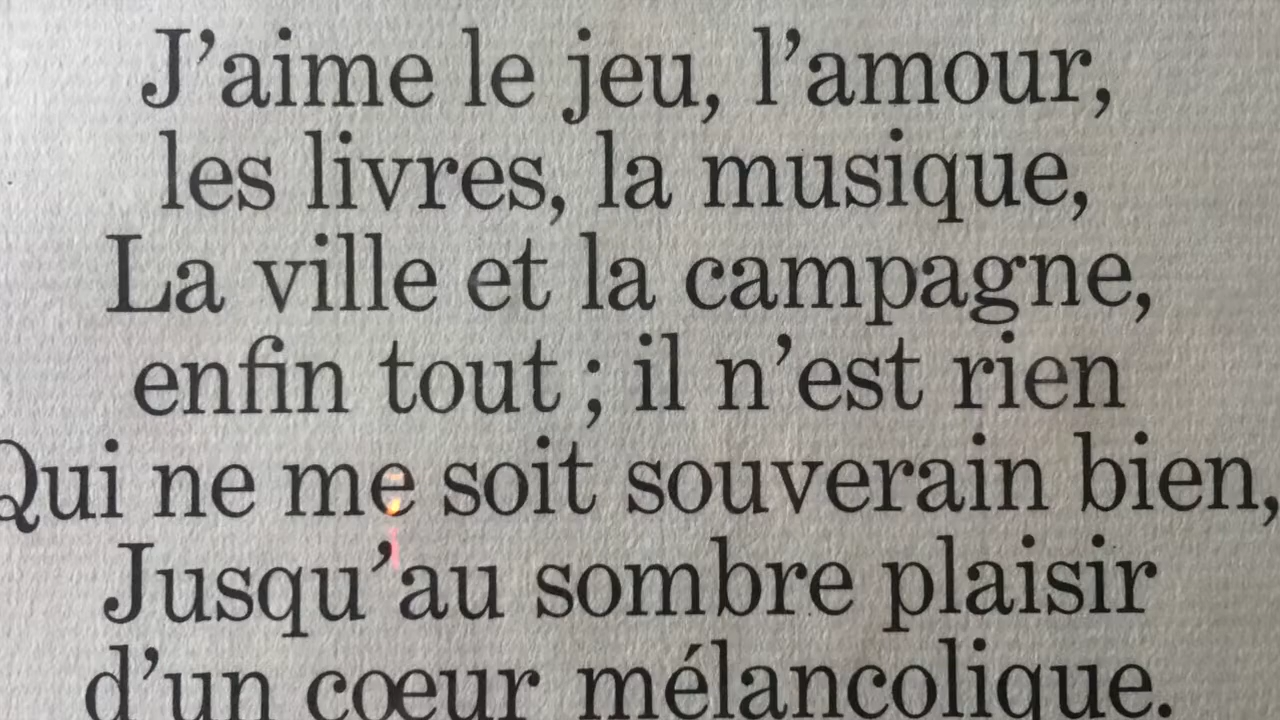 J’aime le jeu, l’amour,
les livres, la musique,
La ville et la campagne,
enfin tout ; il n’est rien
Qui ne me soit souverain bien,
Jusqu’au sombre plaisir
d’un cœur mélancolique.